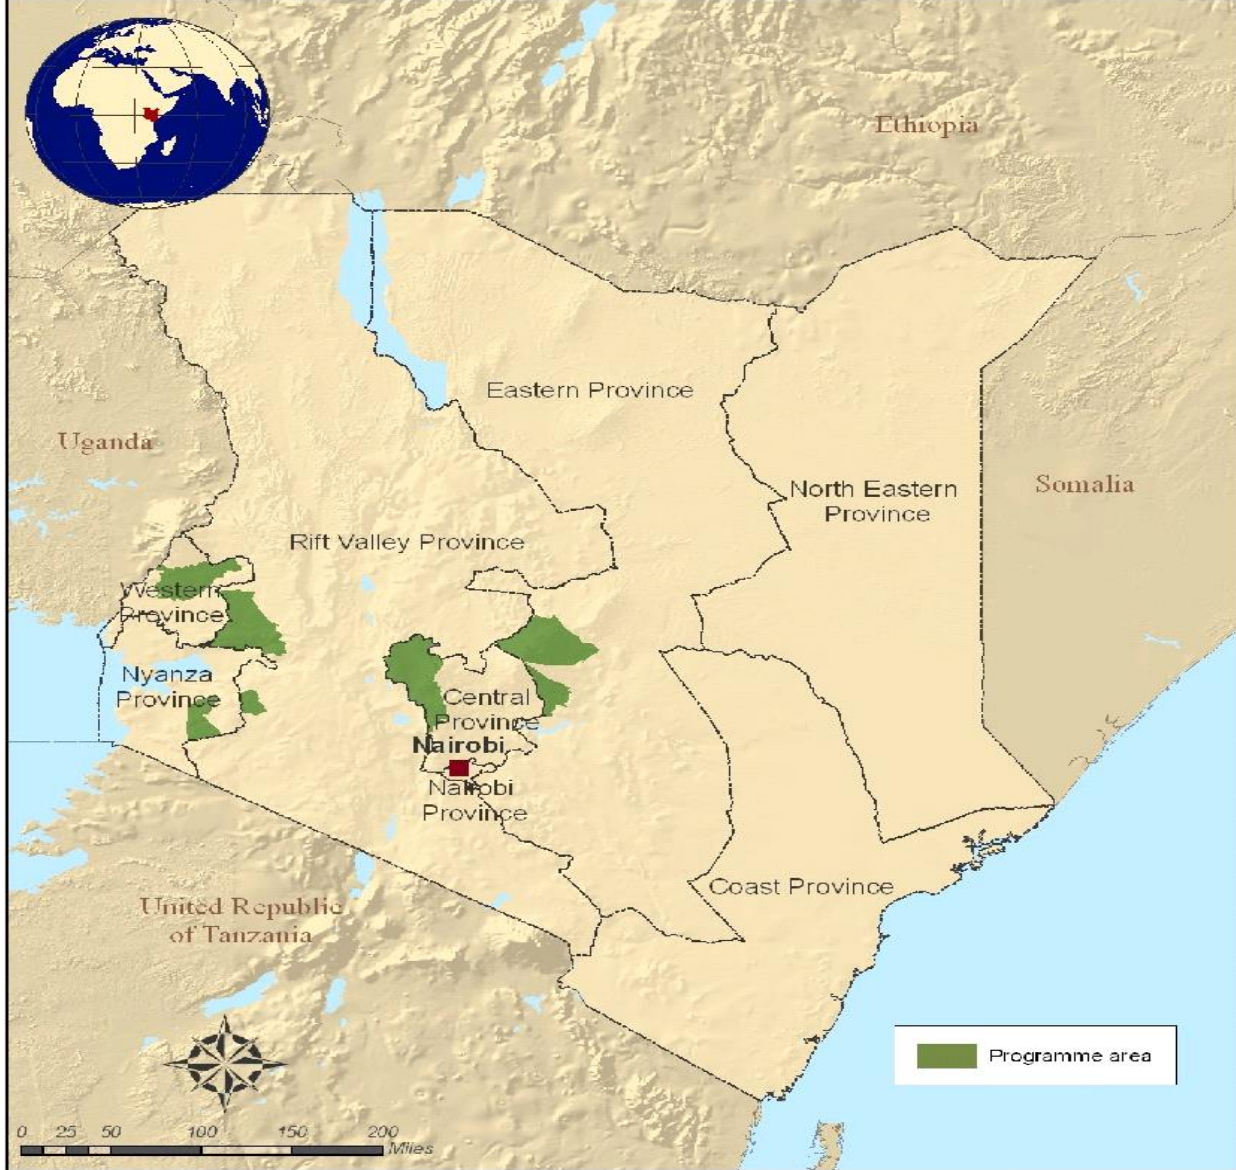 Ethiopia
Eastern Province
Uganda
Somalia
North Eastern
Province
Rift Valley Province
Western
Province
Nyanza
Province
Central
Province
Nairobi
Nairobi
Province
Coast Province
United Republic
of Tanzania
Programme area
0 25 50 100 150 200
Miles